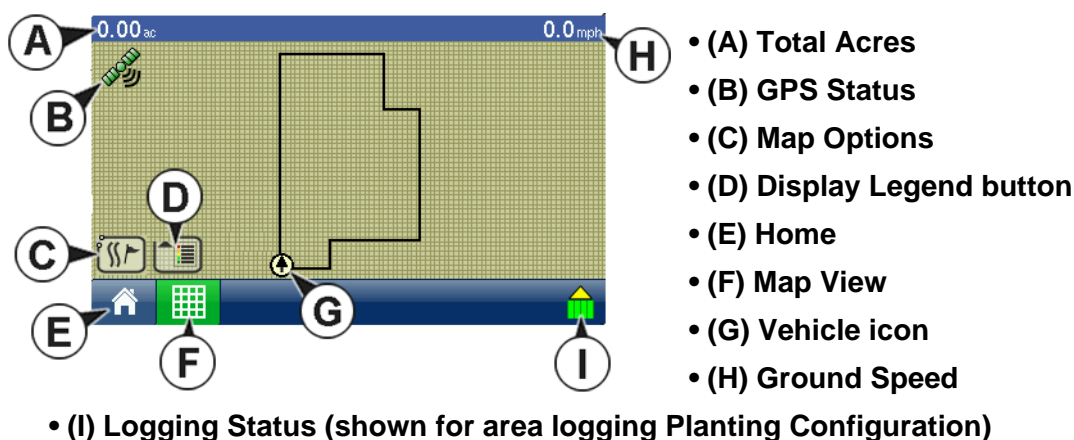 A 0.00 ac 0.0 mph H
• (A) Total Acres
B
• (B) GPS Status
• (C) Map Options
D
• (D) Display Legend button
C
• (E) Home
E G
• (F) Map View
F I
• (G) Vehicle icon
• (H) Ground Speed
• (I) Logging Status (shown for area logging Planting Configuration)